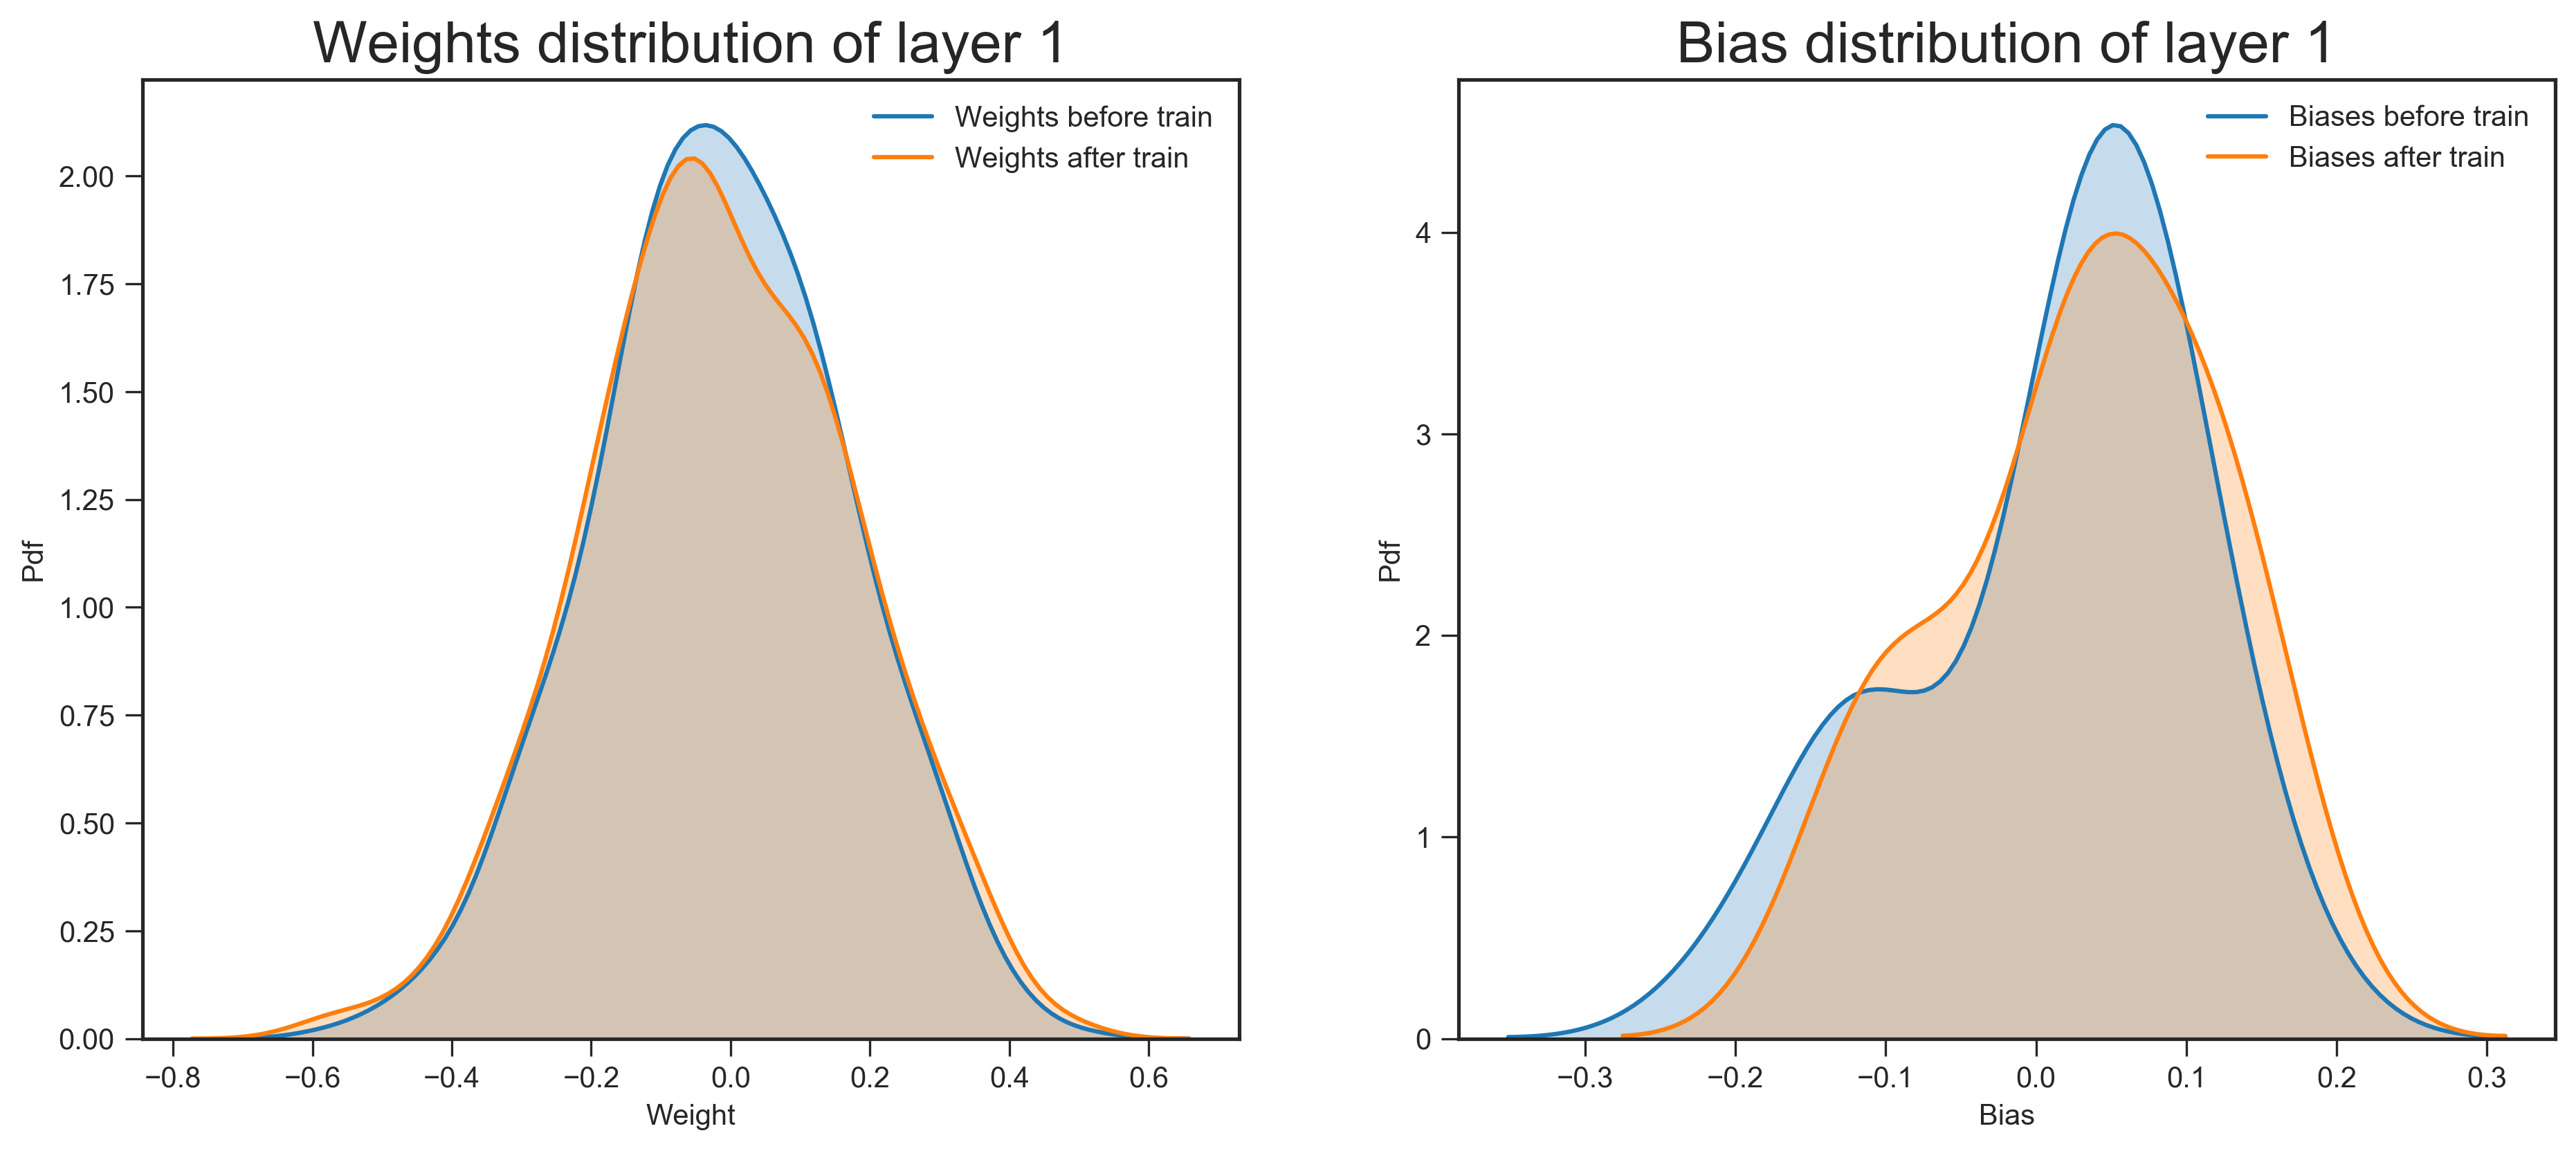 Weights distribution of layer 1
Weights before train
Weights after train
2.00
1.75
1.50
1.25
1.00
0.75
0.50
0.25
0.00
Pdf
−0.8 −0.6 −0.4 −0.2 0.0 0.2 0.4 0.6
Weight
Bias distribution of layer 1
Biases before train
Biases after train
4
3
2
1
0
Pdf
−0.3 −0.2 −0.1 0.0 0.1 0.2 0.3
Bias